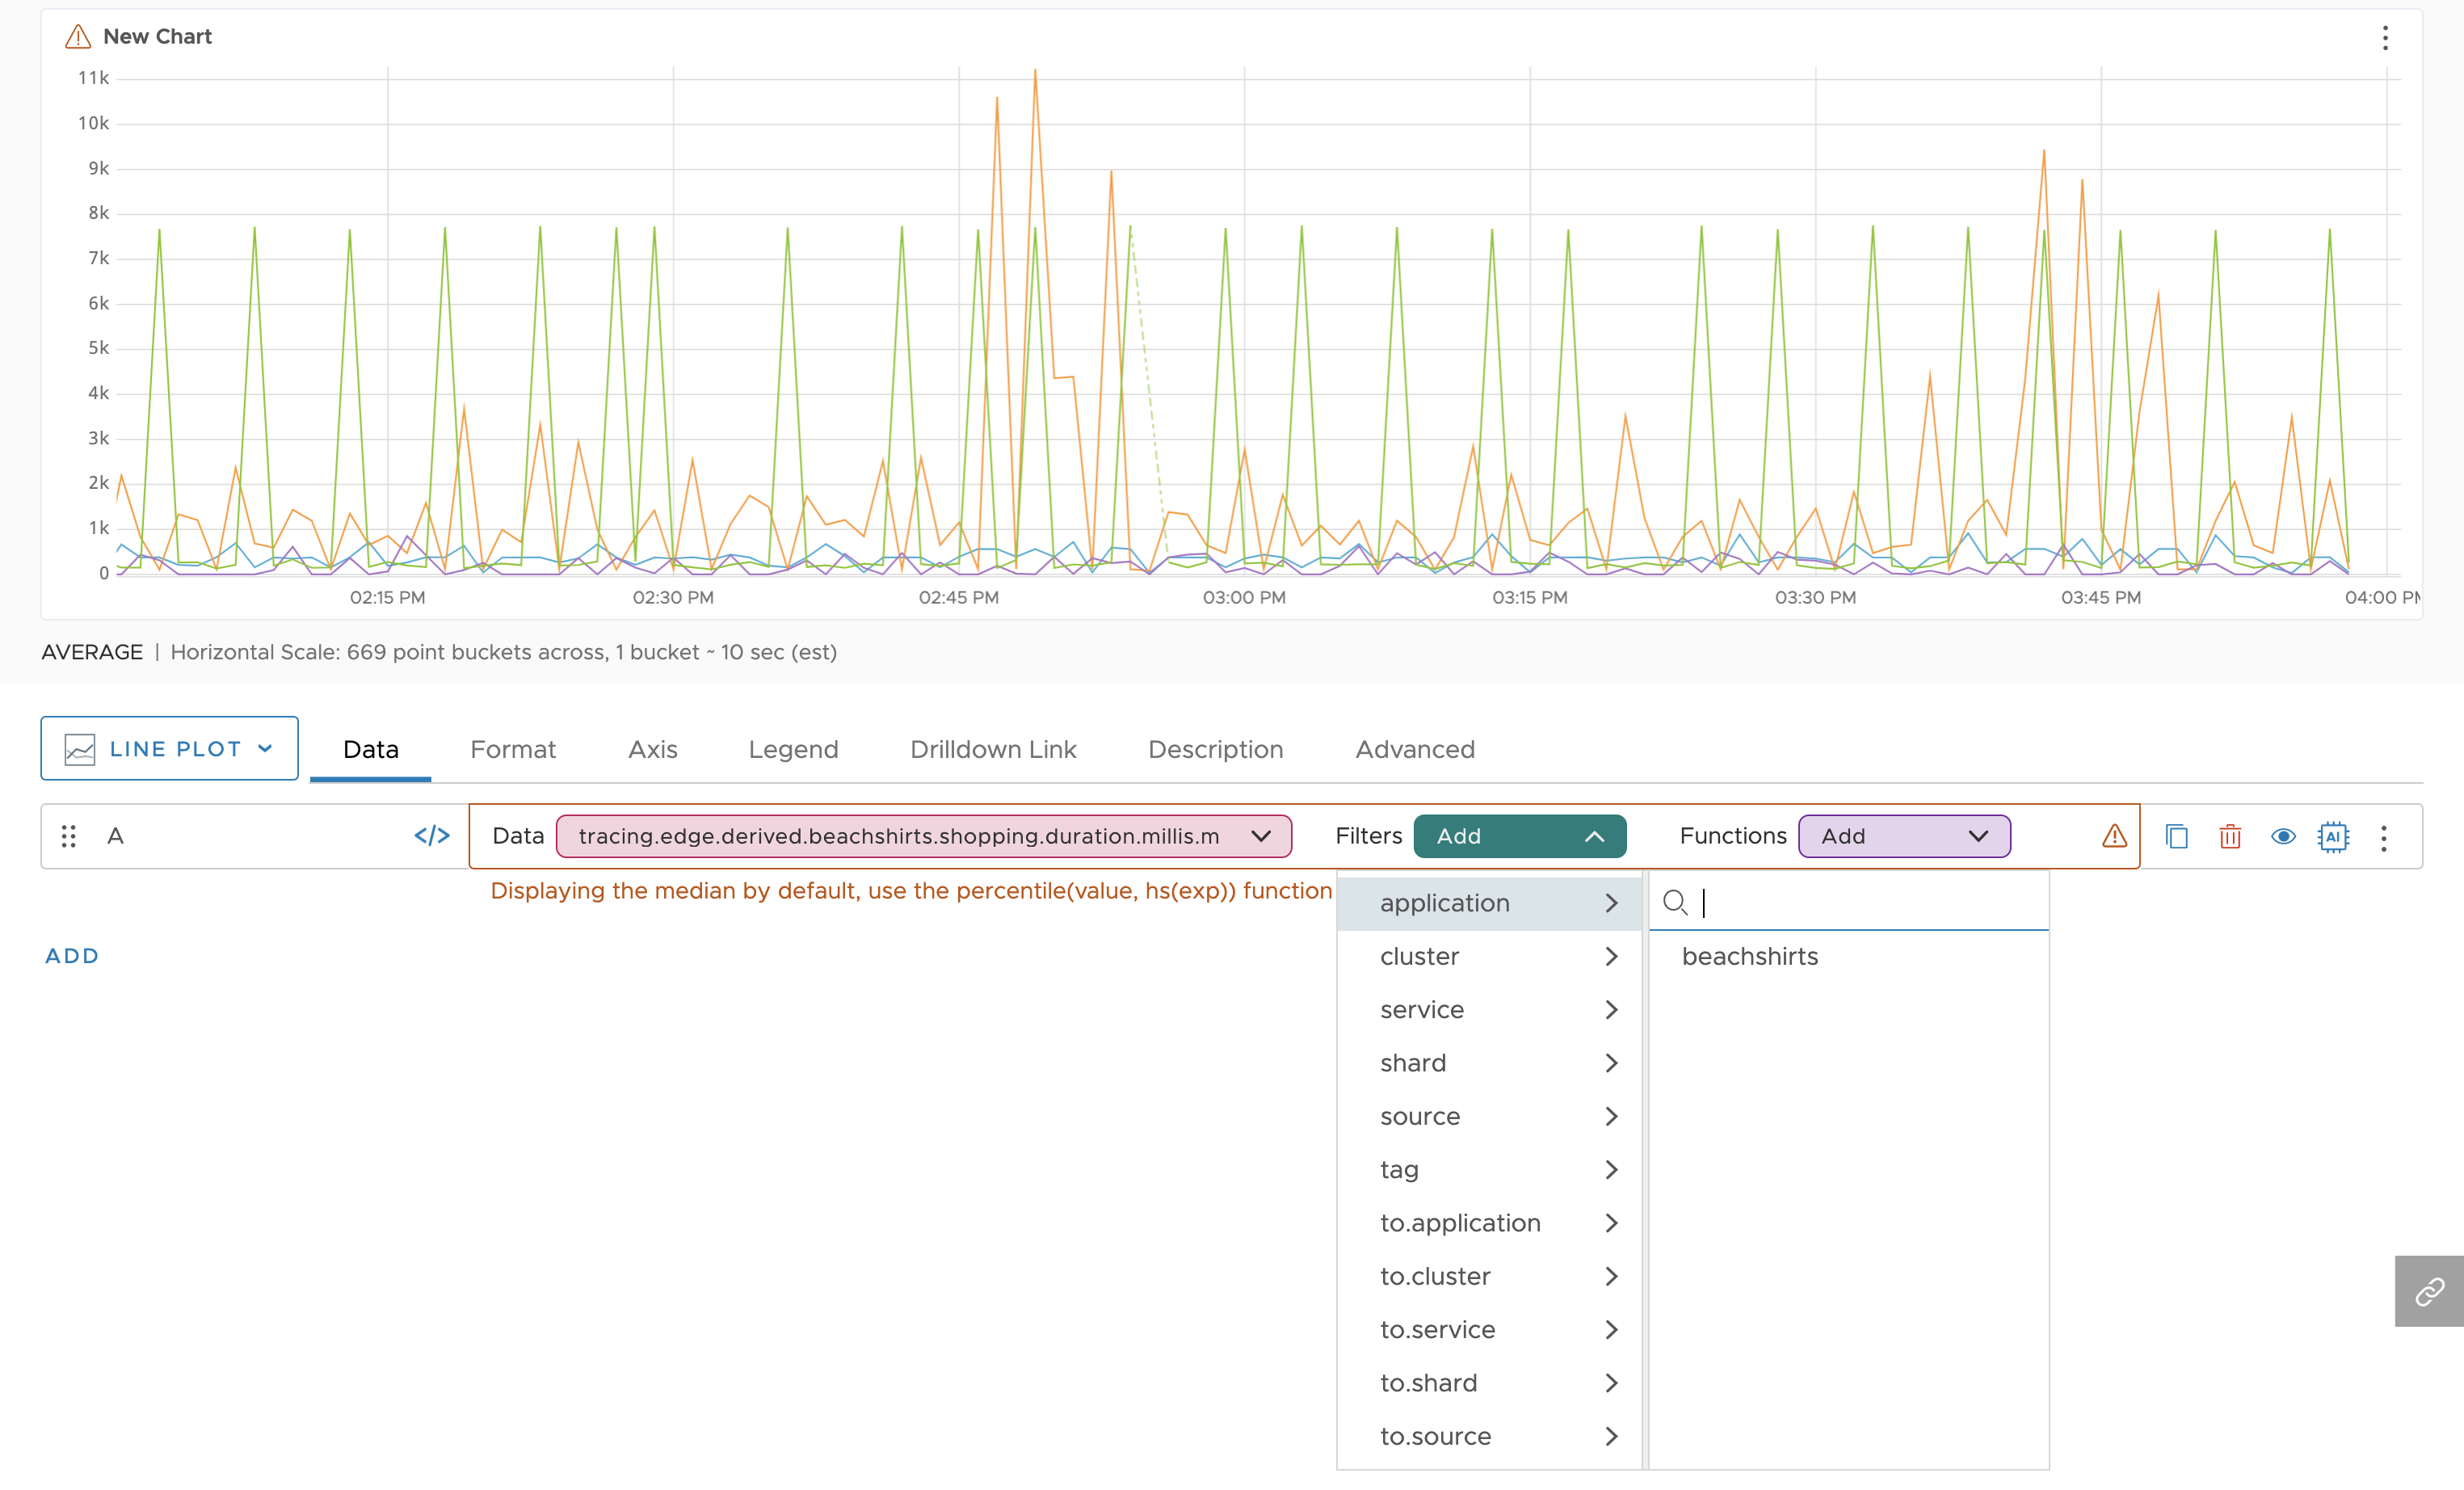 New Chart
11k
10k
9k
8k
7k
6k
5k
4k
3k
2k
1k
0
02:15 PM 02:30 PM 02:45 PM 03:00 PM 03:15 PM 03:30 PM 03:45 PM 04:00 PM
AVERAGE | Horizontal Scale: 669 point buckets across, 1 bucket ~ 10 sec (est)
LINE PLOT Data Format Axis Legend Drilldown Link Description Advanced
A </> Data tracing.edge.derived.beachshirts.shopping.duration.millis.m Filters Add Functions Add AI
Displaying the median by default, use the percentile(value, hs(exp)) function
ADD
application
cluster
service
shard
source
tag
to.application
to.cluster
to.service
to.shard
to.source
beachshirts